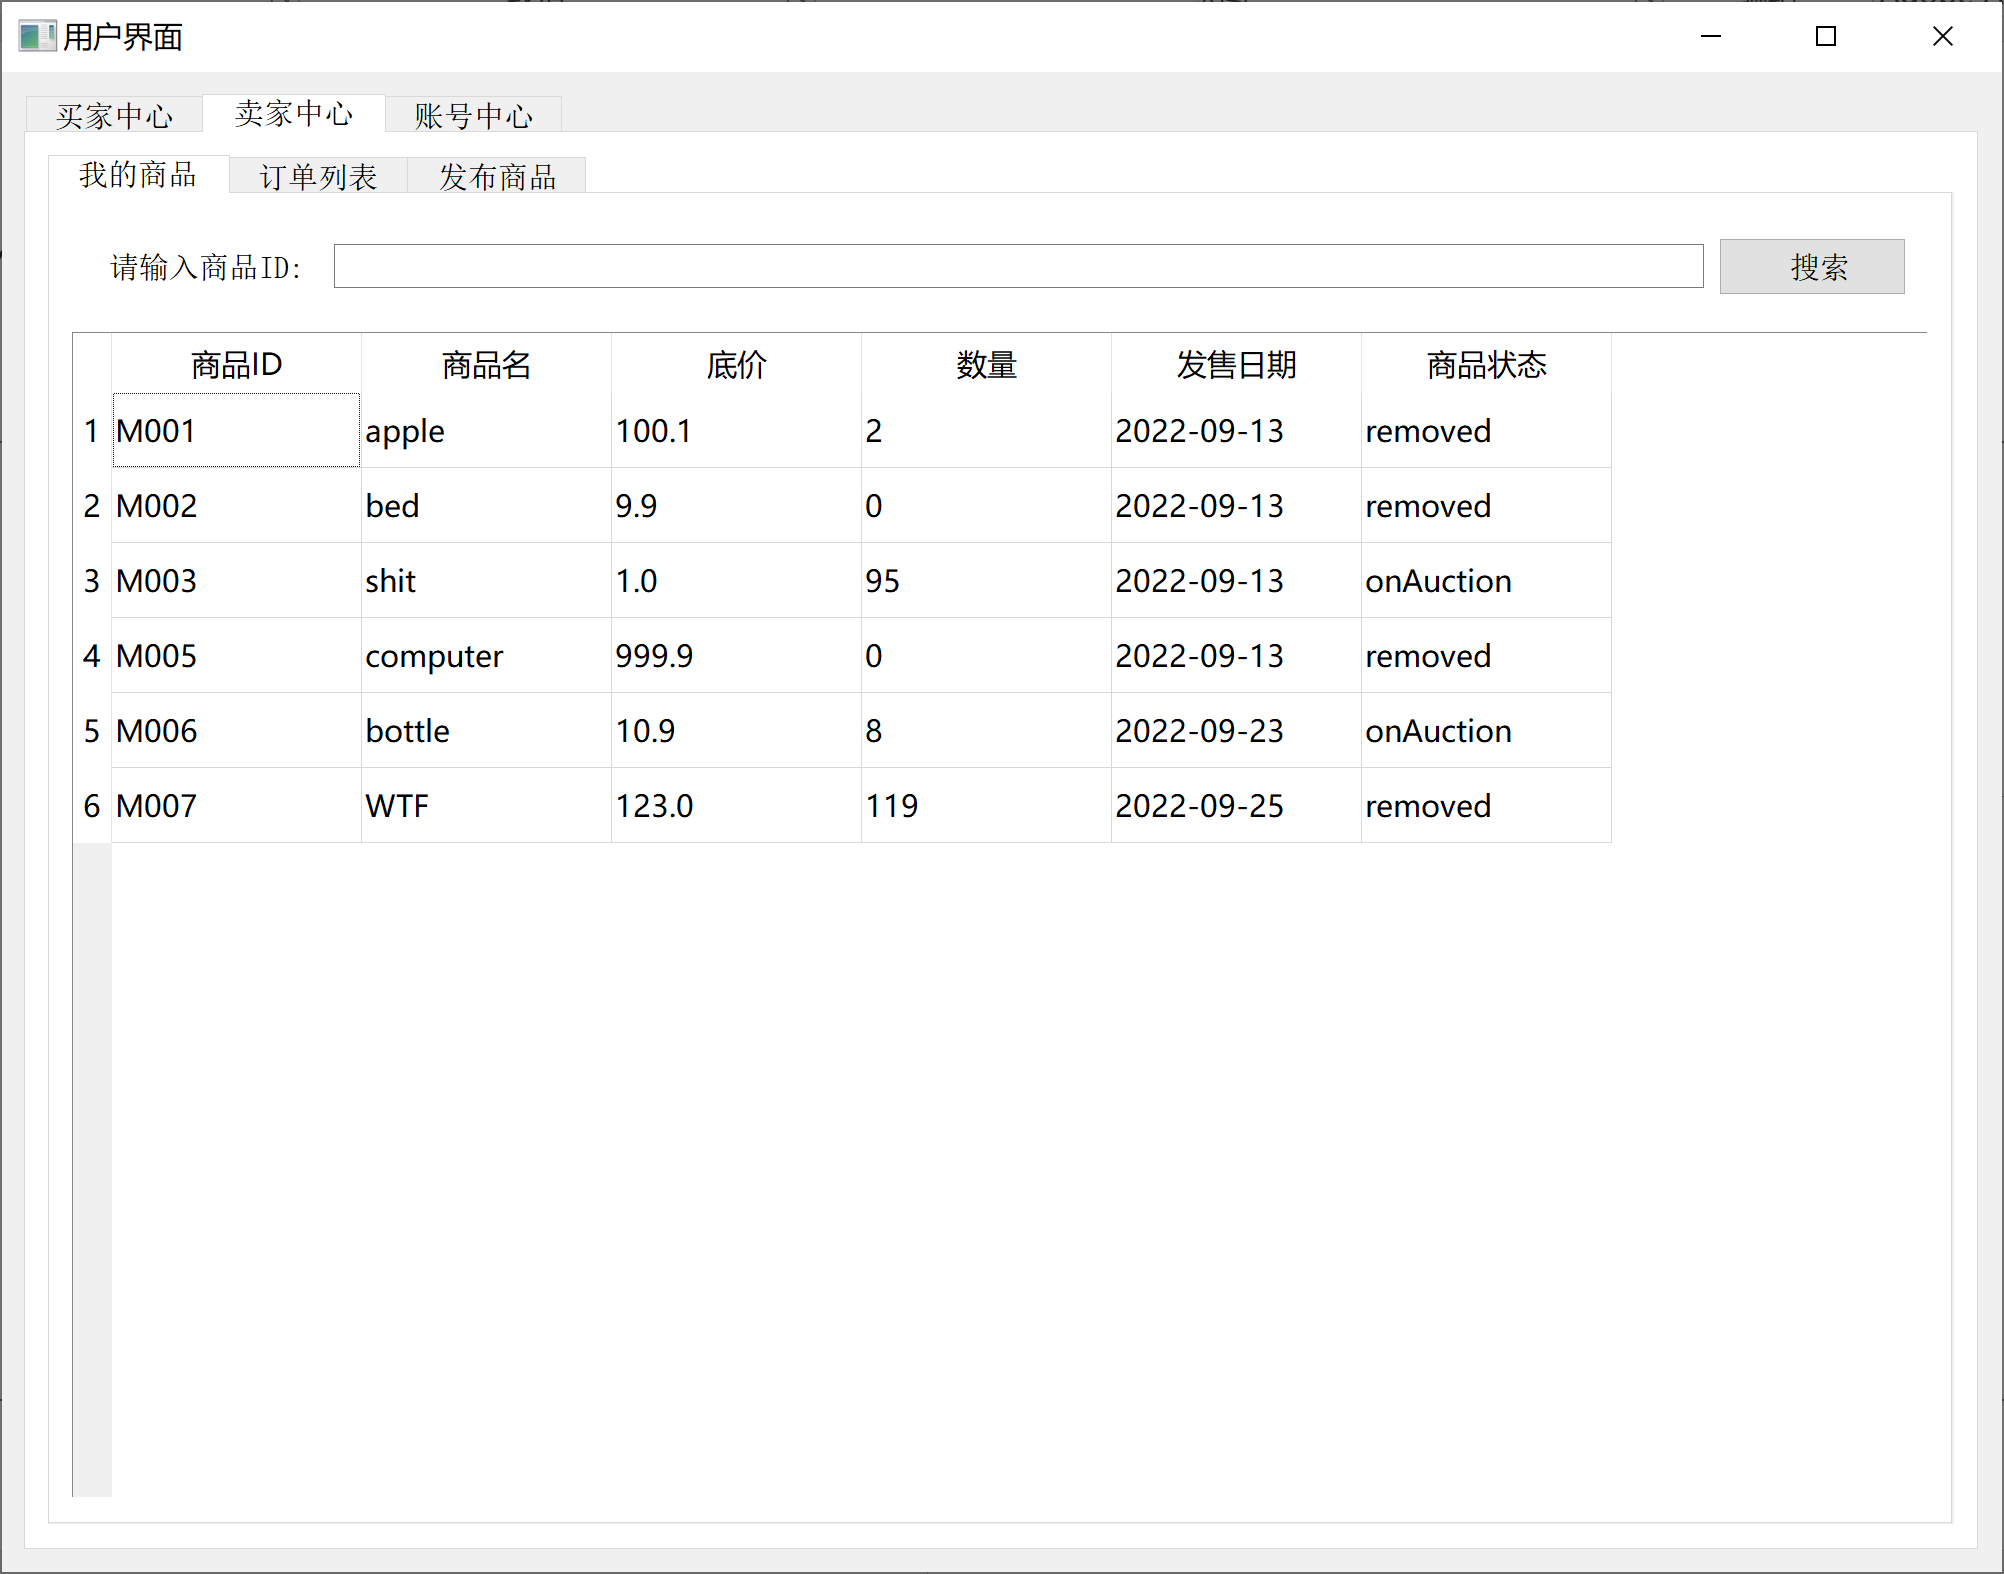 用户界面
买家中心 卖家中心 账号中心
我的商品 订单列表 发布商品
请输入商品ID: 搜索
商品ID 商品名 底价 数量 发售日期 商品状态
1 M001 apple 100.1 2 2022-09-13 removed
2 M002 bed 9.9 0 2022-09-13 removed
3 M003 shit 1.0 95 2022-09-13 onAuction
4 M005 computer 999.9 0 2022-09-13 removed
5 M006 bottle 10.9 8 2022-09-23 onAuction
6 M007 WTF 123.0 119 2022-09-25 removed